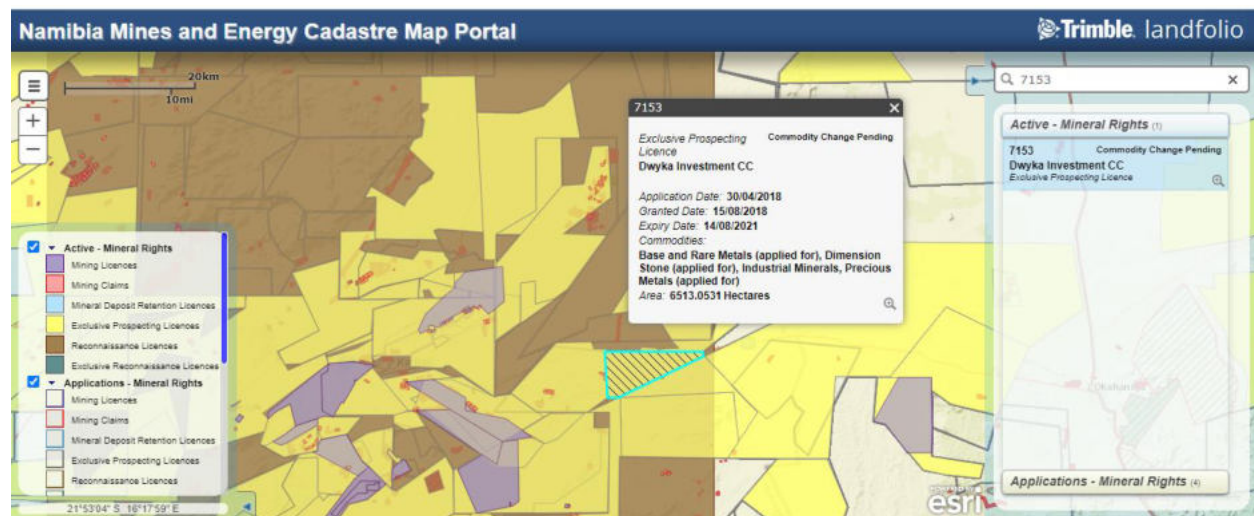 Namibia Mines and Energy Cadastre Map Portal
Trimble. landfolio
20km
10mi
+
−
7153
Exclusive Prospecting Licence
Commodity Change Pending
Dwyka Investment CC
Application Date: 30/04/2018
Granted Date: 15/08/2018
Expiry Date: 14/08/2021
Commodities:
Base and Rare Metals (applied for), Dimension
Stone (applied for), Industrial Minerals, Precious
Metals (applied for)
Area: 6513.0531 Hectares
7153
Active - Mineral Rights (1)
7153
Commodity Change Pending
Dwyka Investment CC
Exclusive Prospecting Licence
Applications - Mineral Rights (4)
Active - Mineral Rights
Mining Licences
Mining Claims
Mineral Deposit Retention Licences
Exclusive Prospecting Licences
Reconnaissance Licences
Exclusive Reconnaissance Licences
Applications - Mineral Rights
Mining Licences
Mining Claims
Mineral Deposit Retention Licences
Exclusive Prospecting Licences
Reconnaissance Licences
21°53'04" S 16°17'59" E
POWERED BY
esri